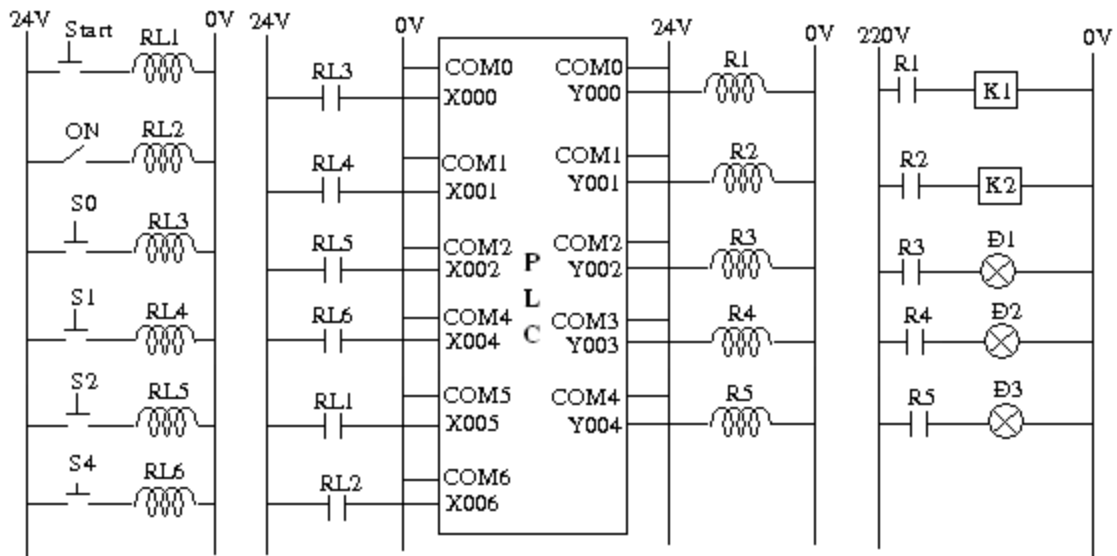 24V 0V 24V 0V 24V 0V 220V 0V
Start RL1
ON RL2
S0 RL3
S1 RL4
S2 RL5
S4 RL6
RL3
RL4
RL5
RL6
RL1
RL2
COM0
X000
COM1
X001
COM2
X002
COM4
X004
COM5
X005
COM6
X006
P
L
C
COM0
Y000
COM1
Y001
COM2
Y002
COM3
Y003
COM4
Y004
R1
R2
R3
R4
R5
R1 K1
R2 K2
R3 Đ1
R4 Đ2
R5 Đ3